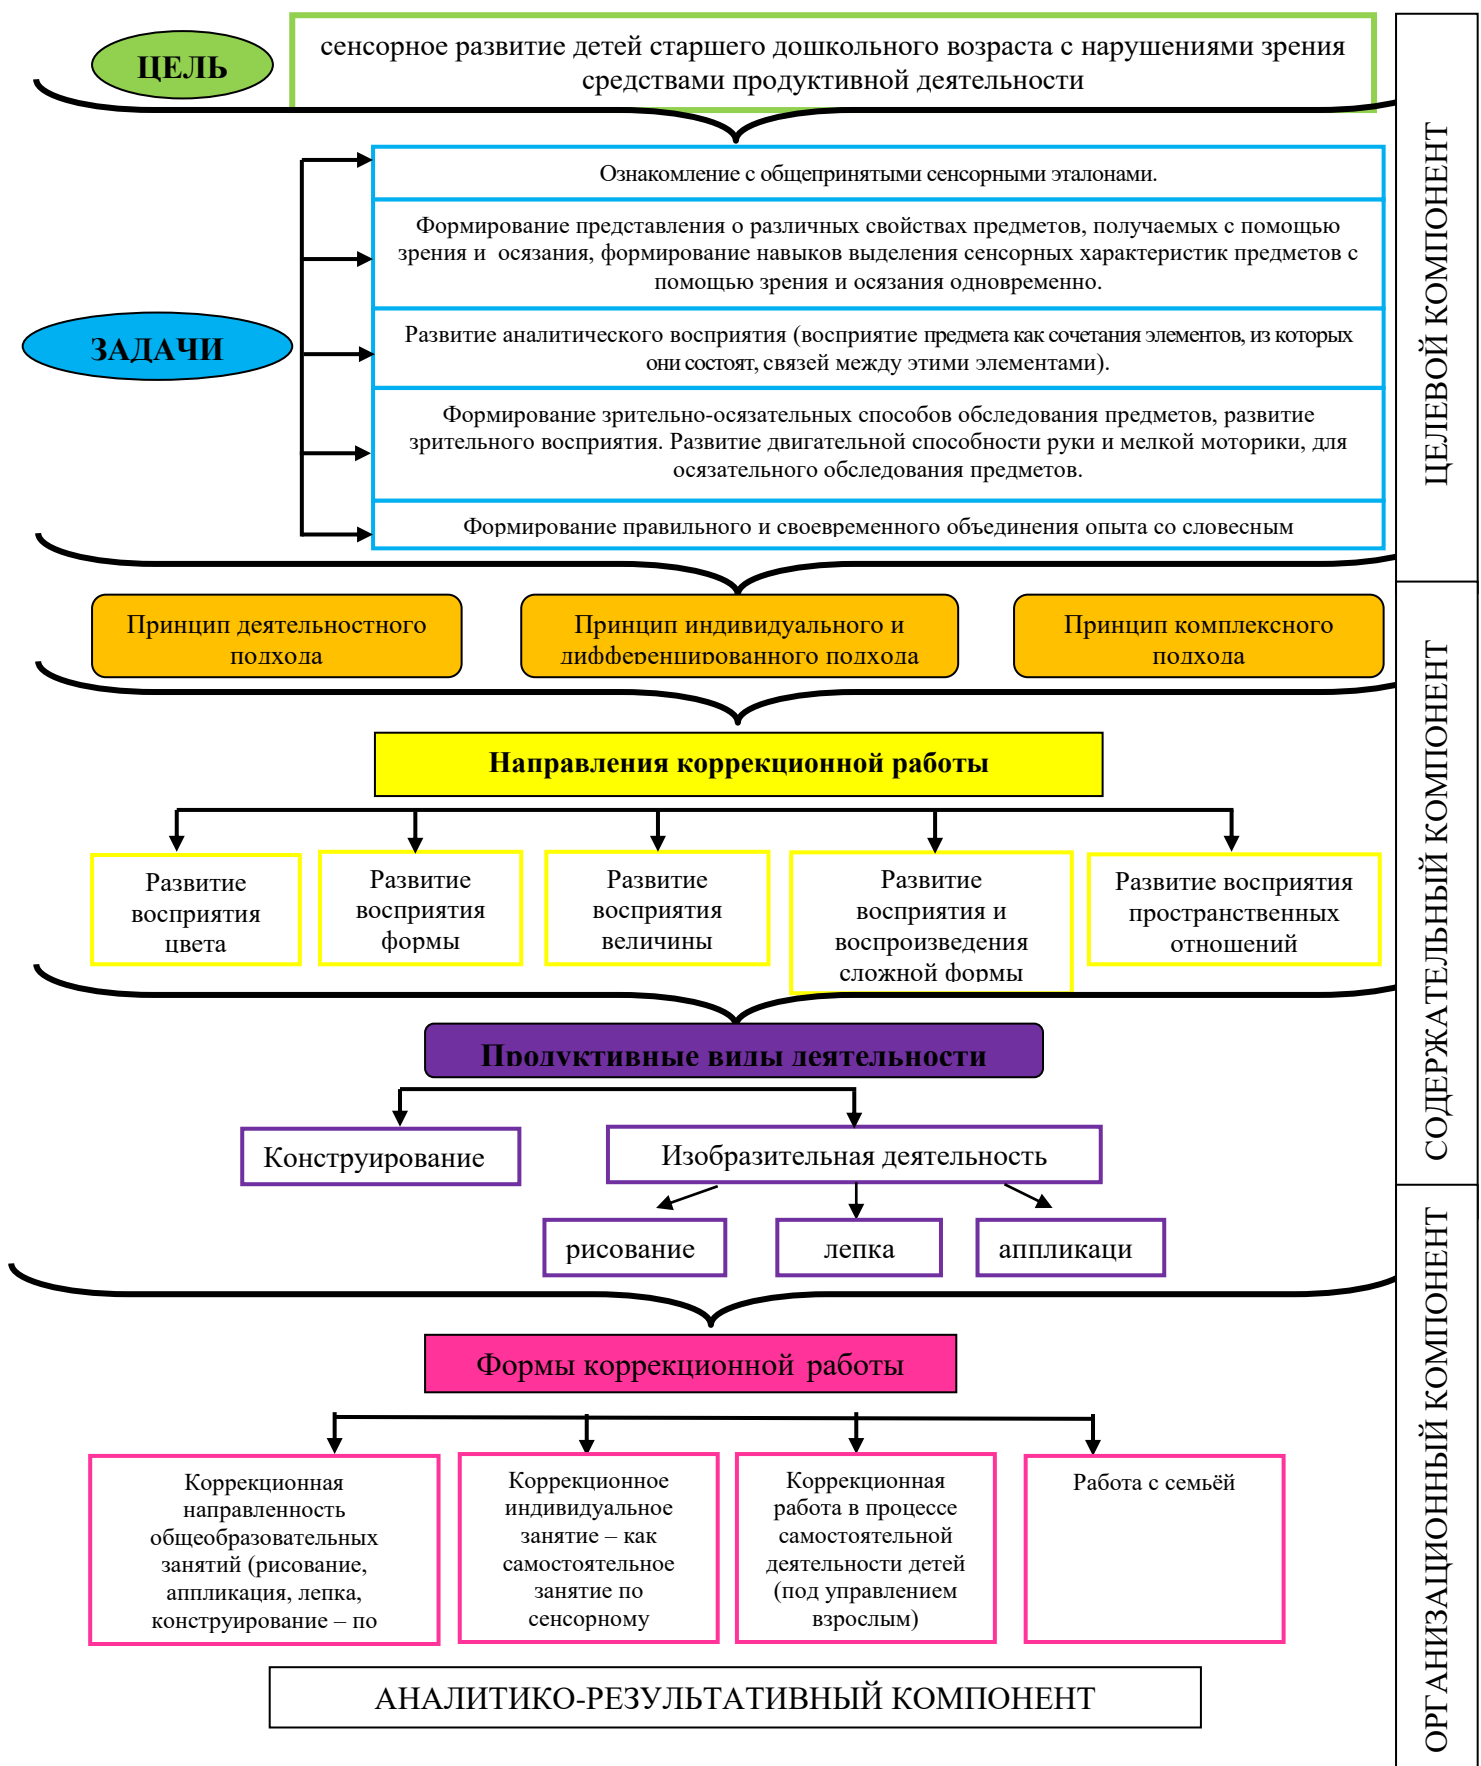 ЦЕЛЬ
сенсорное развитие детей старшего дошкольного возраста с нарушениями зрения
средствами продуктивной деятельности
ЦЕЛЕВОЙ КОМПОНЕНТ
ЗАДАЧИ
Ознакомление с общепринятыми сенсорными эталонами.
Формирование представления о различных свойствах предметов, получаемых с помощью
зрения и осязания, формирование навыков выделения сенсорных характеристик предметов с
помощью зрения и осязания одновременно.
Развитие аналитического восприятия (восприятие предмета как сочетания элементов, из которых
они состоят, связей между этими элементами).
Формирование зрительно-осязательных способов обследования предметов, развитие
зрительного восприятия. Развитие двигательной способности руки и мелкой моторики, для
осязательного обследования предметов.
Формирование правильного и своевременного объединения опыта со словесным
СОДЕРЖАТЕЛЬНЫЙ КОМПОНЕНТ
Принцип деятельностного
подхода
Принцип индивидуального и
дифференцированного подхода
Принцип комплексного
подхода
Направления коррекционной работы
Развитие
восприятия
цвета
Развитие
восприятия
формы
Развитие
восприятия
величины
Развитие
восприятия и
воспроизведения
сложной формы
Развитие восприятия
пространственных
отношений
Продуктивные виды деятельности
Конструирование
Изобразительная деятельность
рисование
лепка
аппликаци
ОРГАНИЗАЦИОННЫЙ КОМПОНЕНТ
Формы коррекционной работы
Коррекционная
направленность
общеобразовательных
занятий (рисование,
аппликация, лепка,
конструирование – по
Коррекционное
индивидуальное
занятие – как
самостоятельное
занятие по
сенсорному
Коррекционная
работа в процессе
самостоятельной
деятельности детей
(под управлением
взрослым)
Работа с семьёй
АНАЛИТИКО-РЕЗУЛЬТАТИВНЫЙ КОМПОНЕНТ